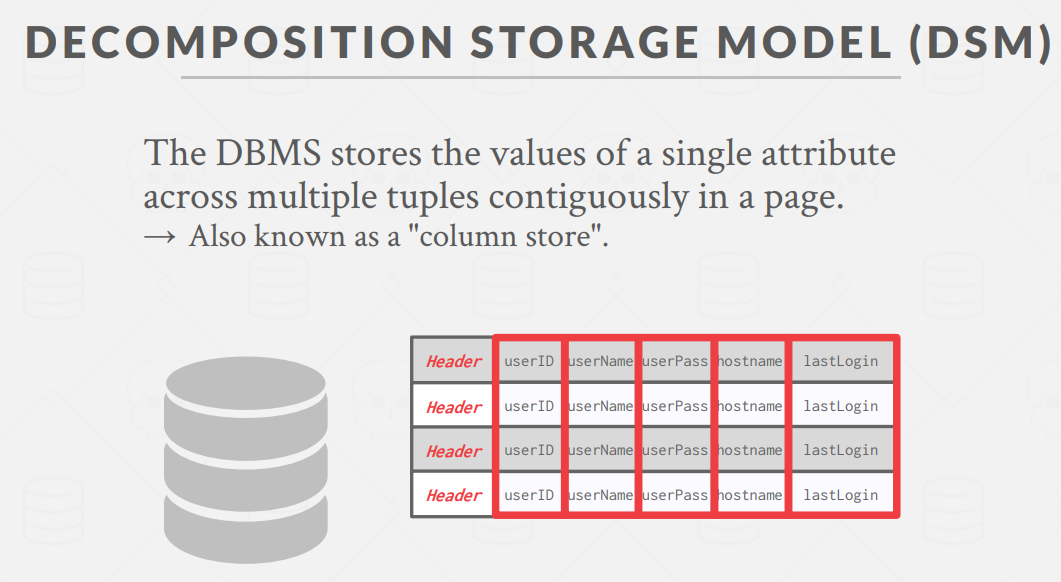 DECOMPOSITION STORAGE MODEL (DSM)
The DBMS stores the values of a single attribute
across multiple tuples contiguously in a page.
→ Also known as a "column store".
Header userID userName userPass hostname lastLogin
Header userID userName userPass hostname lastLogin
Header userID userName userPass hostname lastLogin
Header userID userName userPass hostname lastLogin